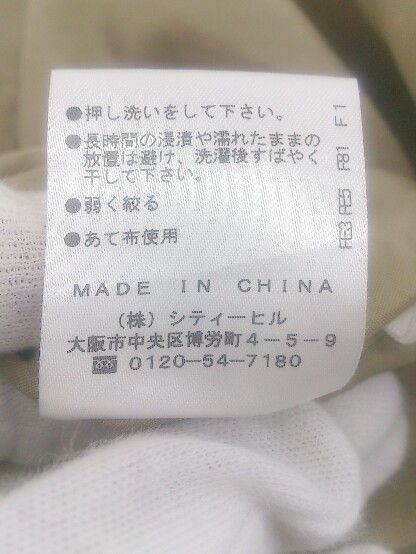 ●押し洗いをして下さい。
●長時間の浸漬や濡れたままの
放置は避け、洗濯後すばやく
干して下さい。
●弱く絞る
●あて布使用
MADE IN CHINA
(株) シティーヒル
大阪市中央区博労町4-5-9
0120-54-7180
F1